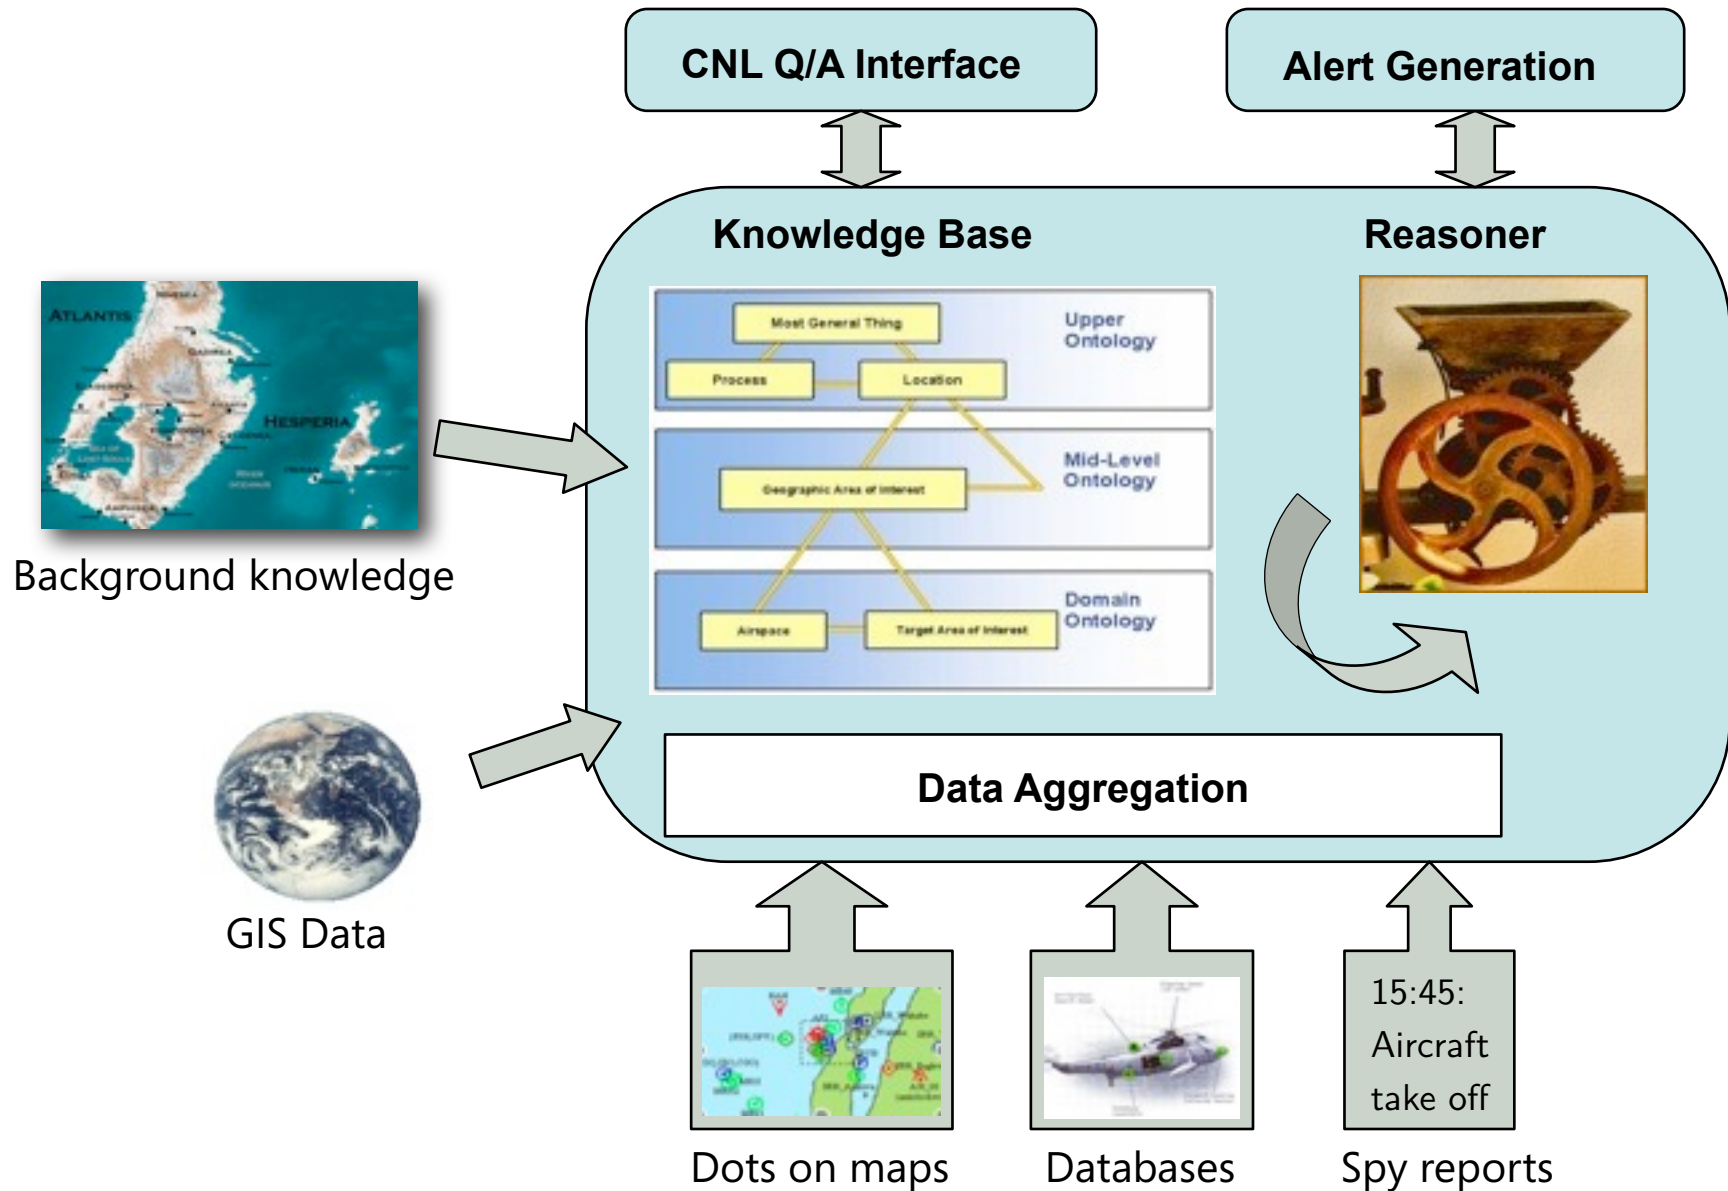 CNL Q/A Interface
Alert Generation
Knowledge Base
Reasoner
ATLANTIS
HESPERIA
Background knowledge
Most General Thing
Process
Location
Upper
Ontology
Geographic Area of Interest
Mid-Level
Ontology
Airspace
Target Area of Interest
Domain
Ontology
GIS Data
Data Aggregation
15:45:
Aircraft
take off
Dots on maps
Databases
Spy reports